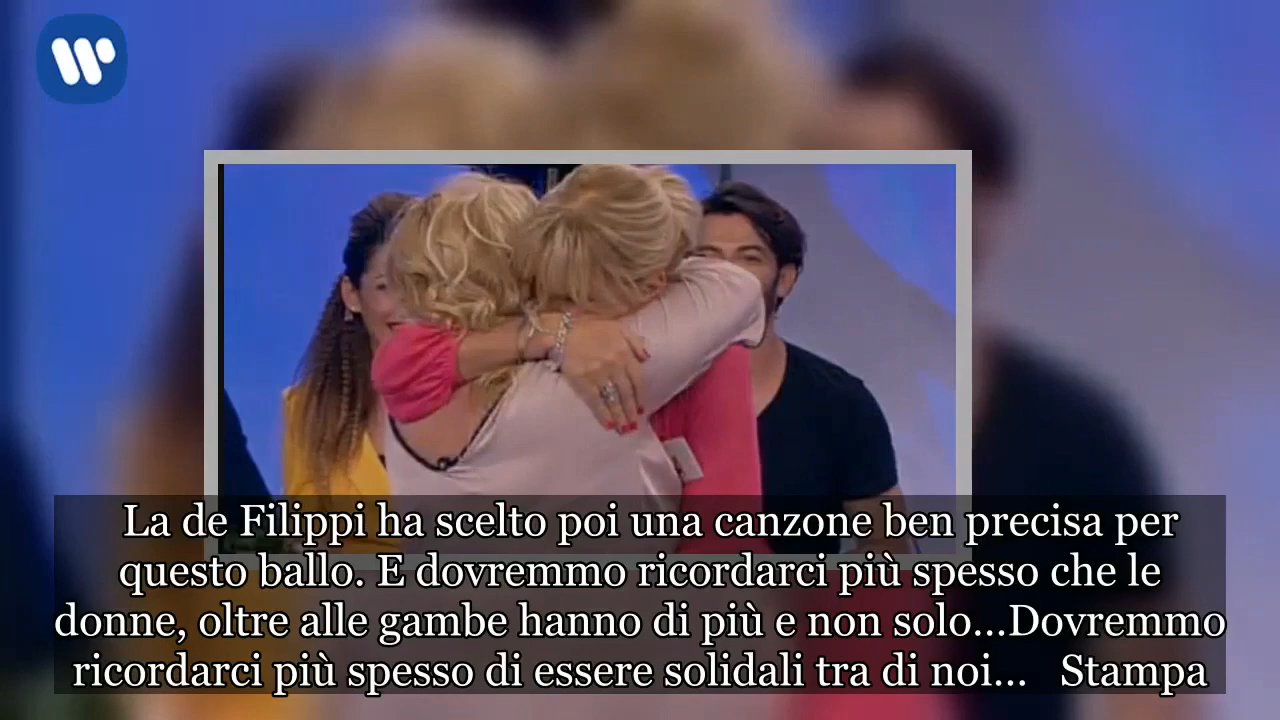 La de Filippi ha scelto poi una canzone ben precisa per
questo ballo. E dovremmo ricordarci più spesso che le
donne, oltre alle gambe hanno di più e non solo...Dovremmo
ricordarci più spesso di essere solidali tra di noi... Stampa